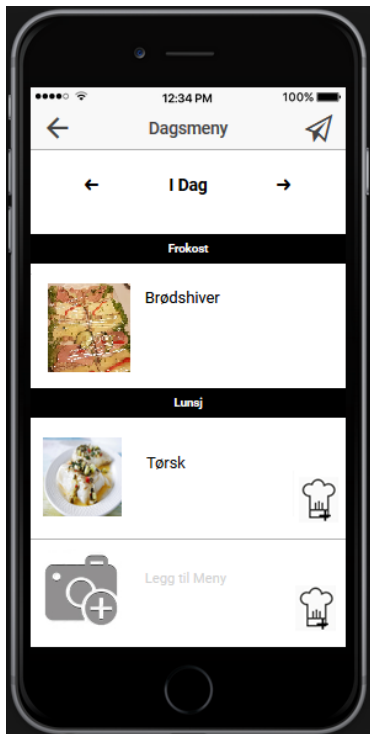 12:34 PM
100%
Dagsmeny
I Dag
Frokost
Brødshiver
Lunsj
Tørsk
Legg til Meny